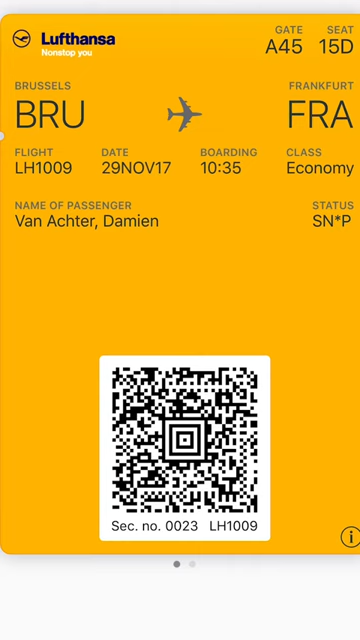 Lufthansa
Nonstop you
GATE SEAT
A45 15D
BRUSSELS FRANKFURT
BRU FRA
FLIGHT DATE BOARDING CLASS
LH1009 29NOV17 10:35 Economy
NAME OF PASSENGER STATUS
Van Achter, Damien SN*P
Sec. no. 0023 LH1009
i